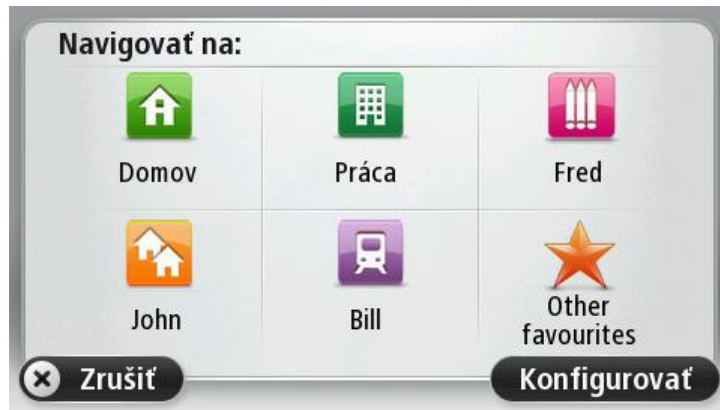 Navigovať na:
Domov
Práca
Fred
John
Bill
Other
favourites
Zrušiť
Konfigurovať